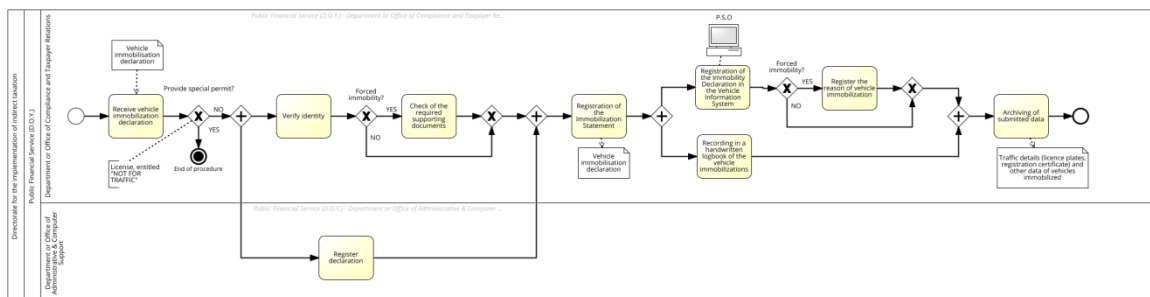 Public Financial Service (D.O.Y.) - Department or Office of Compliance and Taxpayer Re...
Directorate for the implementation of indirect taxation
Public Financial Service (D.O.Y.)
Department or Office of Compliance and Taxpayer Relations
Vehicle
immobilisation
declaration
Receive vehicle
immobilization
declaration
Provide special permit?
NO
YES
End of procedure
License, entitled
"NOT FOR
TRAFFIC"
Verify identity
Forced
immobility?
YES
NO
Check of the
required
supporting
documents
Registration of
the
Immobilization
Statement
Vehicle
immobilisation
declaration
P.S.O
Registration of
the Immobility
Declaration in
the Vehicle
Information
System
Recording in a
handwritten
logbook of the
vehicle
immobilizations
Forced
immobility?
YES
NO
Register the
reason of vehicle
immobilization
Archiving of
submitted data
Traffic details (licence plates,
registration certificate) and
other data of vehicles
immobilized
Public Financial Service (D.O.Y.) - Department or Office of Administrative & Computer ...
Department or Office of
Administrative & Computer
Support
Register
declaration